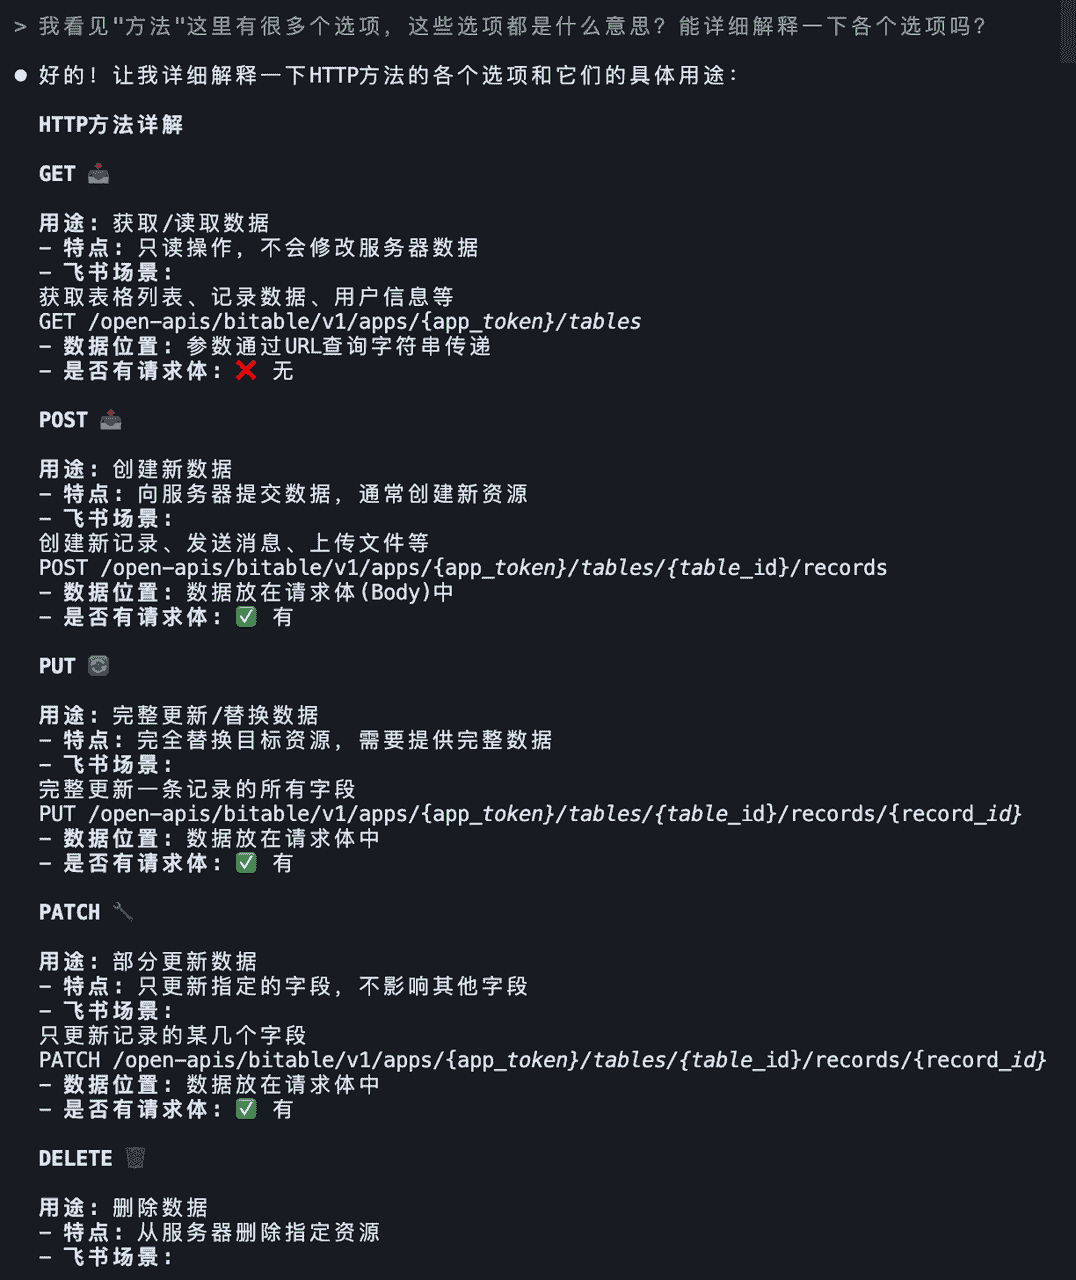 > 我看见"方法"这里有很多个选项，这些选项都是什么意思？能详细解释一下各个选项吗？
● 好的！让我详细解释一下HTTP方法的各个选项和它们的具体用途：
HTTP方法详解
GET 📥
用途：获取/读取数据
- 特点：只读操作，不会修改服务器数据
- 飞书场景：
获取表格列表、记录数据、用户信息等
GET /open-apis/bitable/v1/apps/{app_token}/tables
- 数据位置：参数通过URL查询字符串传递
- 是否有请求体：❌ 无
POST 📤
用途：创建新数据
- 特点：向服务器提交数据，通常创建新资源
- 飞书场景：
创建新记录、发送消息、上传文件等
POST /open-apis/bitable/v1/apps/{app_token}/tables/{table_id}/records
- 数据位置：数据放在请求体(Body)中
- 是否有请求体：✅ 有
PUT 🔄
用途：完整更新/替换数据
- 特点：完全替换目标资源，需要提供完整数据
- 飞书场景：
完整更新一条记录的所有字段
PUT /open-apis/bitable/v1/apps/{app_token}/tables/{table_id}/records/{record_id}
- 数据位置：数据放在请求体中
- 是否有请求体：✅ 有
PATCH 🔧
用途：部分更新数据
- 特点：只更新指定的字段，不影响其他字段
- 飞书场景：
只更新记录的某几个字段
PATCH /open-apis/bitable/v1/apps/{app_token}/tables/{table_id}/records/{record_id}
- 数据位置：数据放在请求体中
- 是否有请求体：✅ 有
DELETE 🗑️
用途：删除数据
- 特点：从服务器删除指定资源
- 飞书场景：